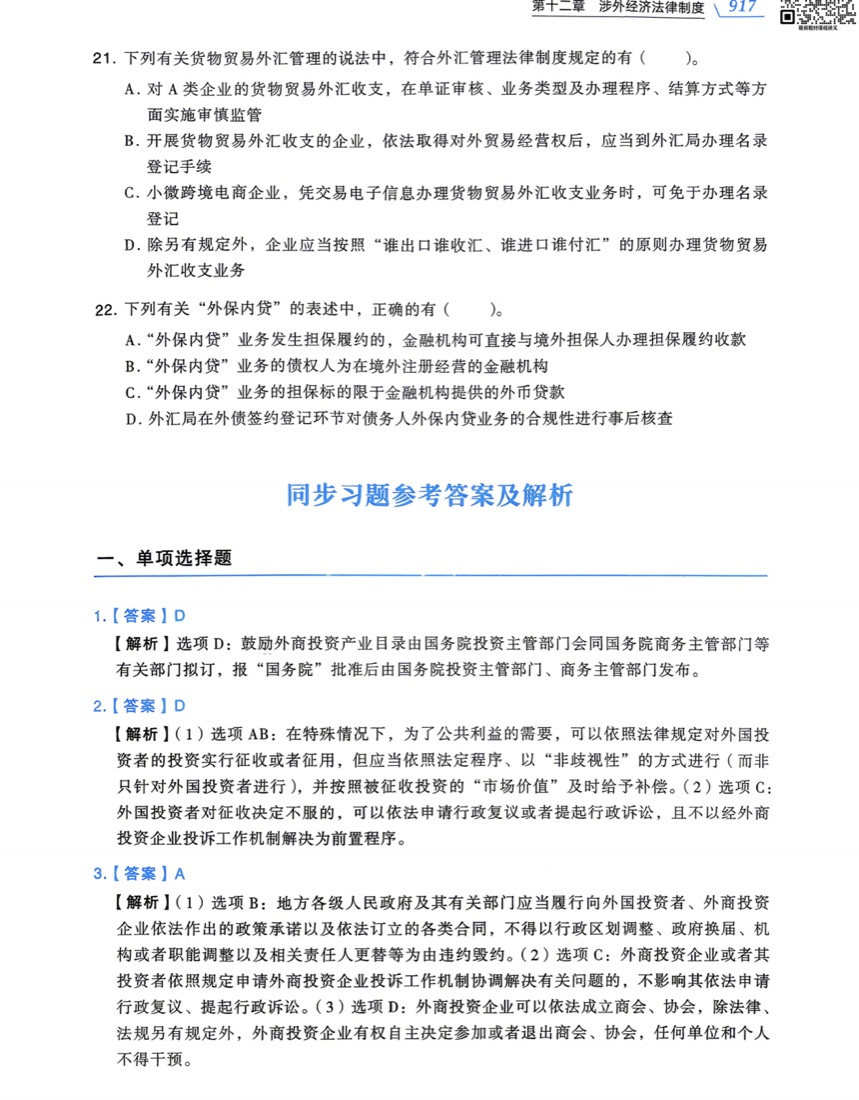 第十二章 涉外经济法律制度 917
21. 下列有关货物贸易外汇管理的说法中，符合外汇管理法律制度规定的有（ ）。
A. 对 A 类企业的货物贸易外汇收支，在单证审核、业务类型及办理程序、结算方式等方
面实施审慎监管
B. 开展货物贸易外汇收支的企业，依法取得对外贸易经营权后，应当到外汇局办理名录
登记手续
C. 小微跨境电商企业，凭交易电子信息办理货物贸易外汇收支业务时，可免于办理名录
登记
D. 除另有规定外，企业应当按照“谁出口谁收汇、谁进口谁付汇”的原则办理货物贸易
外汇收支业务
22. 下列有关“外保内贷”的表述中，正确的有（ ）。
A. “外保内贷”业务发生担保履约的，金融机构可直接与境外担保人办理担保履约收款
B. “外保内贷”业务的债权人为在境外注册经营的金融机构
C. “外保内贷”业务的担保标的限于金融机构提供的外币贷款
D. 外汇局在外债签约登记环节对债务人外保内贷业务的合规性进行事后核查
同步习题参考答案及解析
一、单项选择题
1.【答案】D
【解析】选项 D：鼓励外商投资产业目录由国务院投资主管部门会同国务院商务主管部门等
有关部门拟订，报“国务院”批准后由国务院投资主管部门、商务主管部门发布。
2.【答案】D
【解析】（1）选项 AB：在特殊情况下，为了公共利益的需要，可以依照法律规定对外国投
资者的投资实行征收或者征用，但应当依照法定程序、以“非歧视性”的方式进行（而非
只针对外国投资者进行），并按照被征收投资的“市场价值”及时给予补偿。（2）选项 C：
外国投资者对征收决定不服的，可以依法申请行政复议或者提起行政诉讼，且不以经外商
投资企业投诉工作机制解决为前置程序。
3.【答案】A
【解析】（1）选项 B：地方各级人民政府及其有关部门应当履行向外国投资者、外商投资
企业依法作出的政策承诺以及依法订立的各类合同，不得以行政区划调整、政府换届、机
构或者职能调整以及相关责任人更替等为由违约毁约。（2）选项 C：外商投资企业或者其
投资者依照规定申请外商投资企业投诉工作机制协调解决有关问题的，不影响其依法申请
行政复议、提起行政诉讼。（3）选项 D：外商投资企业可以依法成立商会、协会，除法律、
法规另有规定外，外商投资企业有权自主决定参加或者退出商会、协会，任何单位和个人
不得干预。